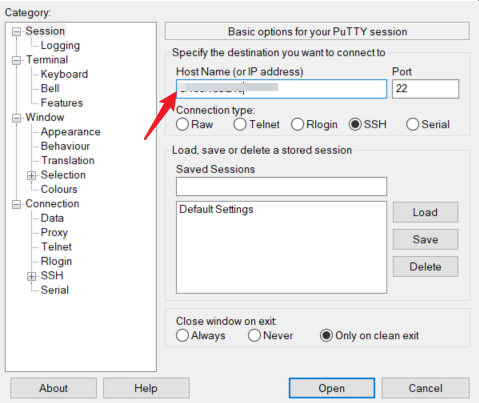 Category:
Session
Logging
Terminal
Keyboard
Bell
Features
Window
Appearance
Behaviour
Translation
Selection
Colours
Connection
Data
Proxy
Telnet
Rlogin
SSH
Serial
Basic options for your PuTTY session
Specify the destination you want to connect to
Host Name (or IP address) Port
22
Connection type:
Raw Telnet Rlogin SSH Serial
Load, save or delete a stored session
Saved Sessions
Default Settings
Load
Save
Delete
Close window on exit:
Always Never Only on clean exit
About Help Open Cancel